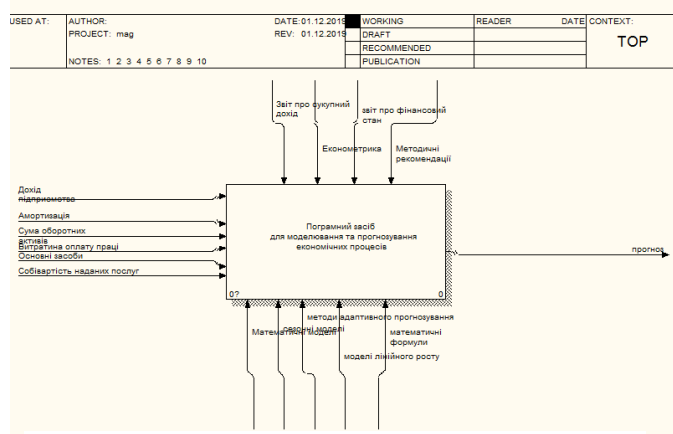 USED AT:
AUTHOR:
DATE: 01.12.2019
WORKING
READER
DATE
CONTEXT:
PROJECT: mag
REV: 01.12.2019
DRAFT
RECOMMENDED
TOP
NOTES: 1 2 3 4 5 6 7 8 9 10
PUBLICATION
Звіт про сукупний
дохід
звіт про фінансовий
стан
Економетрика
Методичні
рекомендації
Дохід
підприємства
Амортизація
Сума оборотних
активів
Витратина оплату праці
Основні засоби
Собівартість наданих послуг
Пограмний засіб
для моделювання та прогнозування
економічних процесів
прогноз
0?
0
методи адаптивного прогнозування
Математичні моделі
сезонні моделі
математичні
формули
моделі лінійного росту